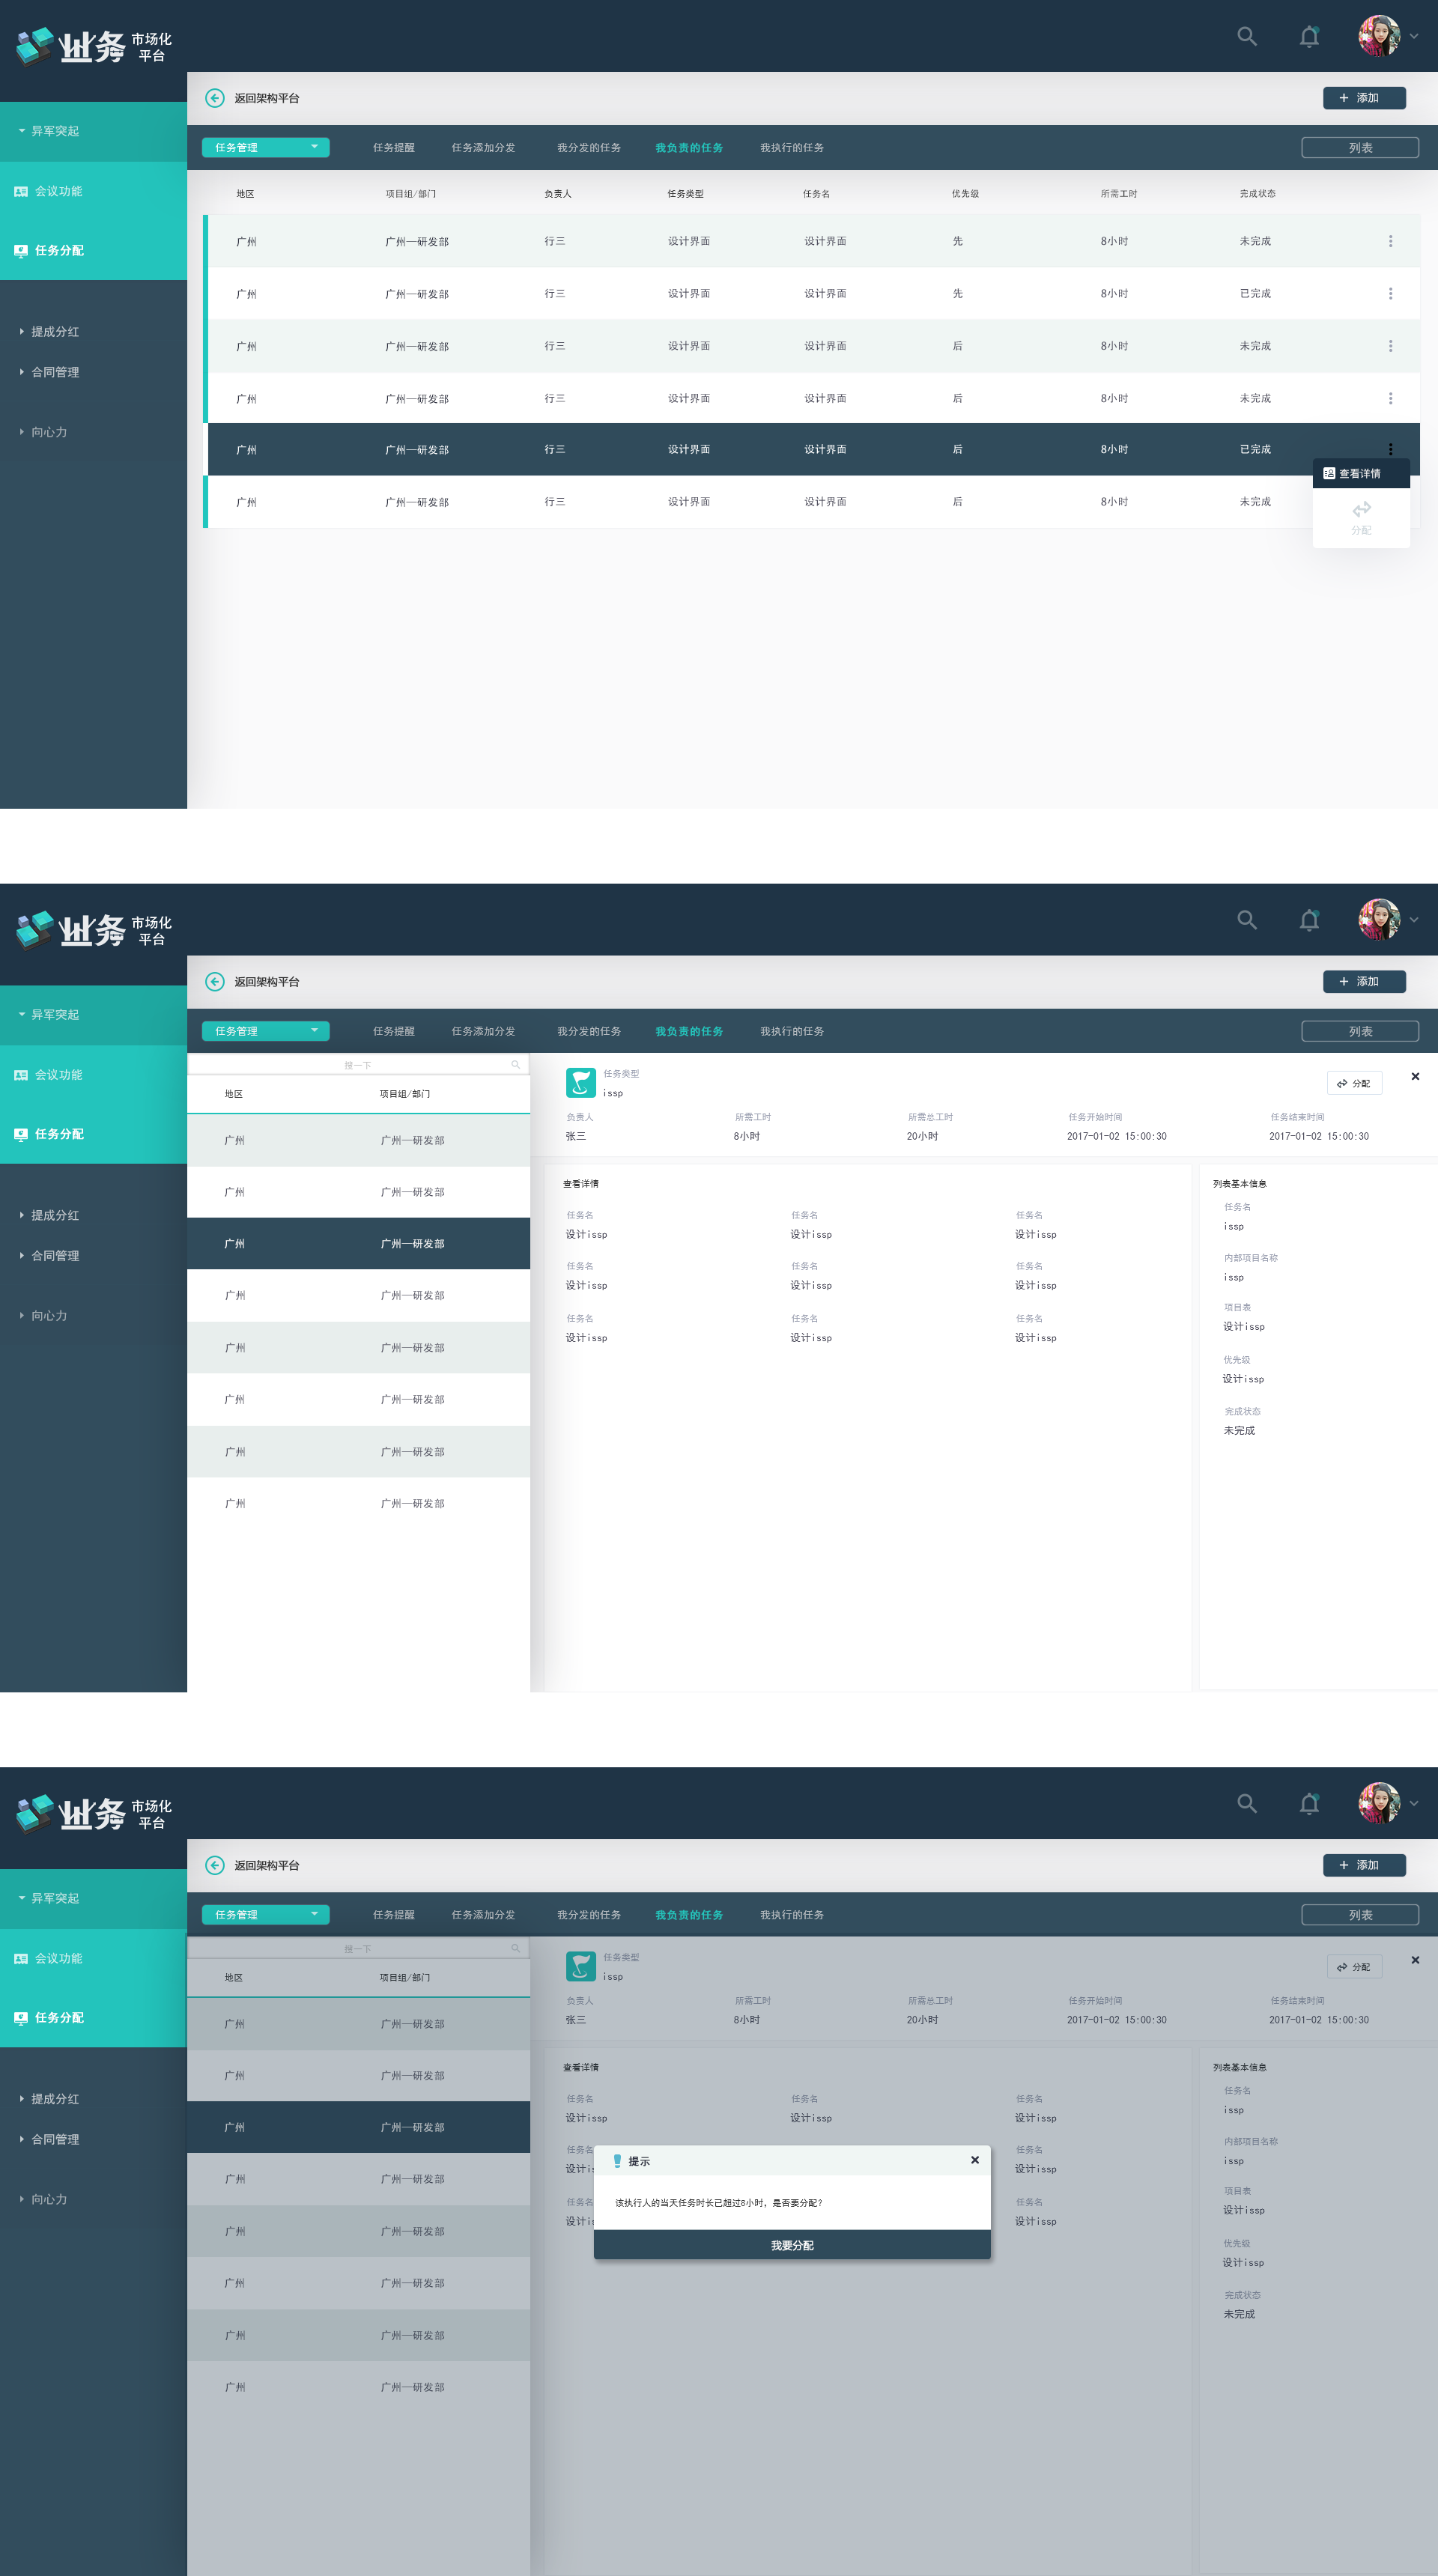 业务 市场化
平台
返回架构平台
+ 添加
异军突起
会议功能
任务分配
提成分红
合同管理
向心力
任务管理 任务提醒 任务添加分发 我分发的任务 我负责的任务 我执行的任务 列表
地区 项目组/部门 负责人 任务类型 任务名 优先级 所需工时 完成状态
广州 广州—研发部 行三 设计界面 设计界面 先 8小时 未完成
广州 广州—研发部 行三 设计界面 设计界面 先 8小时 已完成
广州 广州—研发部 行三 设计界面 设计界面 后 8小时 未完成
广州 广州—研发部 行三 设计界面 设计界面 后 8小时 未完成
广州 广州—研发部 行三 设计界面 设计界面 后 8小时 已完成
广州 广州—研发部 行三 设计界面 设计界面 后 8小时 未完成
查看详情
分配
业务 市场化
平台
返回架构平台
+ 添加
异军突起
会议功能
任务分配
提成分红
合同管理
向心力
任务管理 任务提醒 任务添加分发 我分发的任务 我负责的任务 我执行的任务 列表
搜一下
地区 项目组/部门
广州 广州—研发部
广州 广州—研发部
广州 广州—研发部
广州 广州—研发部
广州 广州—研发部
广州 广州—研发部
广州 广州—研发部
广州 广州—研发部
任务类型
issp
分配
负责人 所需工时 所需总工时 任务开始时间 任务结束时间
张三 8小时 20小时 2017-01-02 15:00:30 2017-01-02 15:00:30
查看详情
任务名 任务名 任务名
设计issp 设计issp 设计issp
任务名 任务名 任务名
设计issp 设计issp 设计issp
任务名 任务名 任务名
设计issp 设计issp 设计issp
列表基本信息
任务名
issp
内部项目名称
issp
项目表
设计issp
优先级
设计issp
完成状态
未完成
业务 市场化
平台
返回架构平台
+ 添加
异军突起
会议功能
任务分配
提成分红
合同管理
向心力
任务管理 任务提醒 任务添加分发 我分发的任务 我负责的任务 我执行的任务 列表
搜一下
地区 项目组/部门
广州 广州—研发部
广州 广州—研发部
广州 广州—研发部
广州 广州—研发部
广州 广州—研发部
广州 广州—研发部
广州 广州—研发部
广州 广州—研发部
任务类型
issp
分配
负责人 所需工时 所需总工时 任务开始时间 任务结束时间
张三 8小时 20小时 2017-01-02 15:00:30 2017-01-02 15:00:30
查看详情
任务名 任务名 任务名
设计issp 设计issp 设计issp
任务名 任务名
设计i 设计issp
任务名 任务名
设计i 设计issp
提示
该执行人的当天任务时长已超过8小时，是否要分配?
我要分配
列表基本信息
任务名
issp
内部项目名称
issp
项目表
设计issp
优先级
设计issp
完成状态
未完成